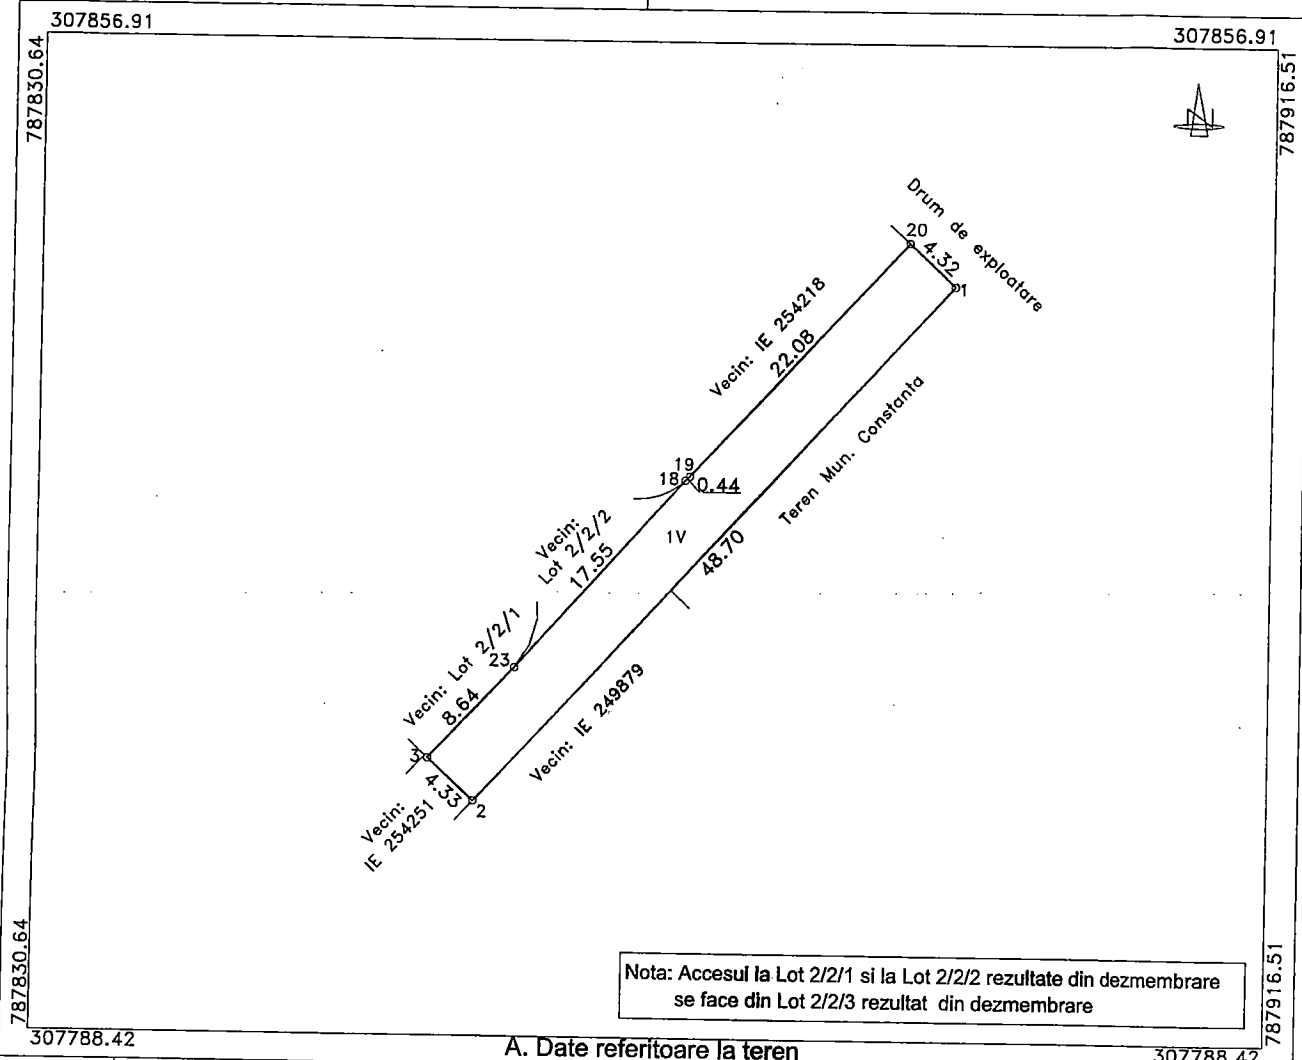 307856.91
307856.91
787830.64
787916.51
N
Drum de exploatare
20
4.32
1
Vecin: IE 254218
22.08
Teren Mun. Constanta
19
18
0.44
Vecin:
Lot 2/2/2
17.55
1V
48.70
Vecin: Lot 2/2/1
23
8.64
Vecin: IE 249879
3
4.33
2
Vecin:
IE 254251
787830.64
787916.51
Nota: Accesul la Lot 2/2/1 si la Lot 2/2/2 rezultate din dezmembrare
se face din Lot 2/2/3 rezultat din dezmembrare
307788.42
307788.42
A. Date referitoare la teren